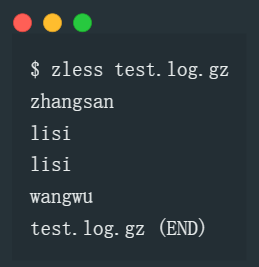 $ zless test.log.gz
zhangsan
lisi
lisi
wangwu
test.log.gz (END)